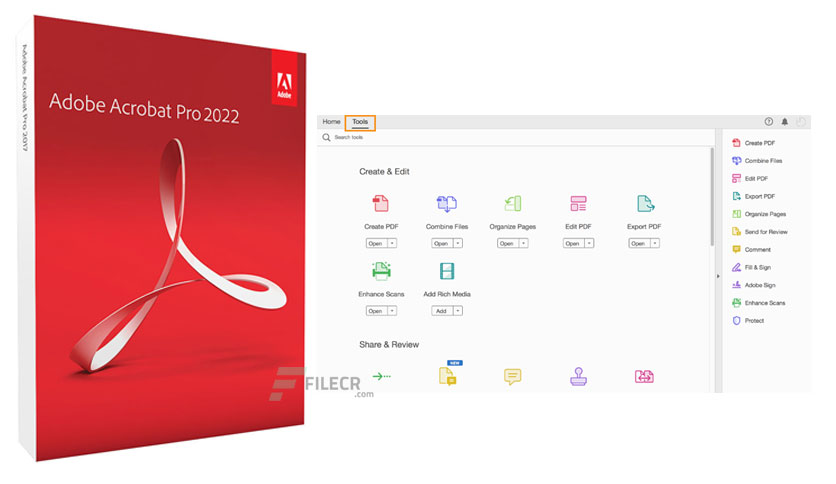 Adobe Acrobat Pro 2017
Adobe
Adobe Acrobat Pro 2022
Home Tools
Search tools
Create & Edit
Create PDF Combine Files Organize Pages Edit PDF Export PDF
Open Open Open Open Open
Enhance Scans Add Rich Media
Open Add
Share & Review
NEW
Create PDF
Combine Files
Edit PDF
Export PDF
Organize Pages
Send for Review
Comment
Fill & Sign
Adobe Sign
Enhance Scans
Protect
FILECR
.com